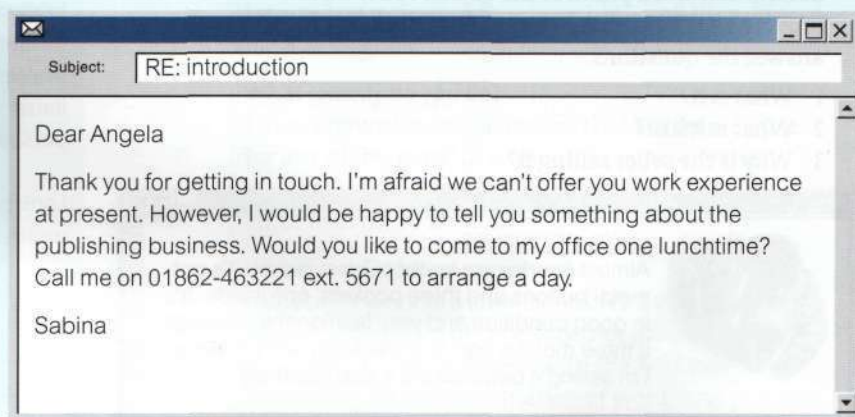 Subject: RE: introduction
Dear Angela
Thank you for getting in touch. I'm afraid we can't offer you work experience
at present. However, I would be happy to tell you something about the
publishing business. Would you like to come to my office one lunchtime?
Call me on 01862-463221 ext. 5671 to arrange a day.
Sabina